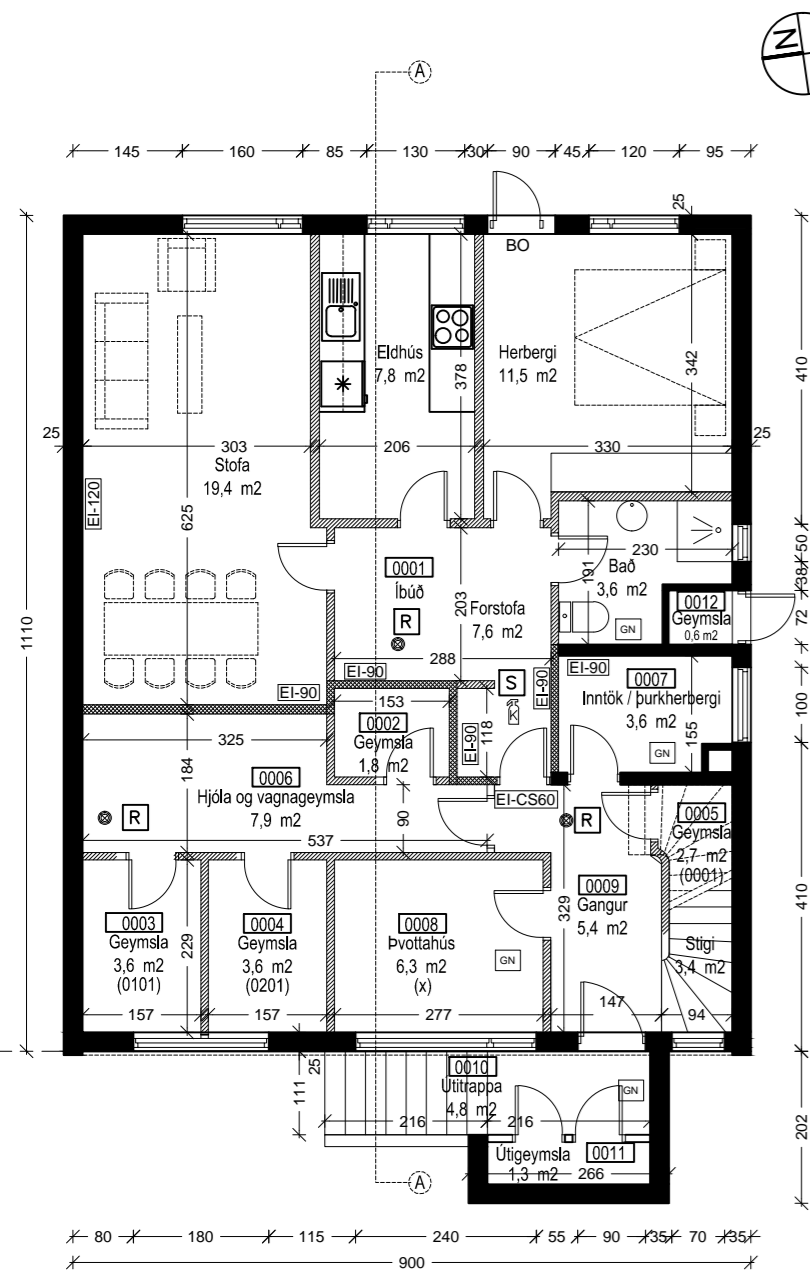 N
A
145 160 85 130 30 90 45 120 95
25
BO
Eldhús
7,8 m2
378
Herbergi
11,5 m2
342
410
25
303
206
330
25
Stofa
19,4 m2
EI-120
625
1110
0001
Íbúð
R
203
Forstofa
7,6 m2
288
230
Bað
3,6 m2
191
GN
50
38
72
0012
Geymsla
0,6 m2
EI-90
EI-90
EI-90
EI-90
S
K
EI-90
118
0007
Inntök / þurkherbergi
3,6 m2
GN
155
100
153
0002
Geymsla
1,8 m2
325
184
0006
Hjóla og vagnageymsla
7,9 m2
R
537
90
EI-CS60
R
0005
Geymsla
2,7 m2
(0001)
410
0003
Geymsla
3,6 m2
(0101)
229
0004
Geymsla
3,6 m2
(0201)
0008
Þvottahús
6,3 m2
(x)
GN
329
0009
Gangur
5,4 m2
Stigi
3,4 m2
157
157
277
147
94
25
111
0010
Útitrappa
4,8 m2
GN
216
216
202
Útigeymsla
0011
1,3 m2
266
A
80 180 115 240 55 90 35 70 35
900